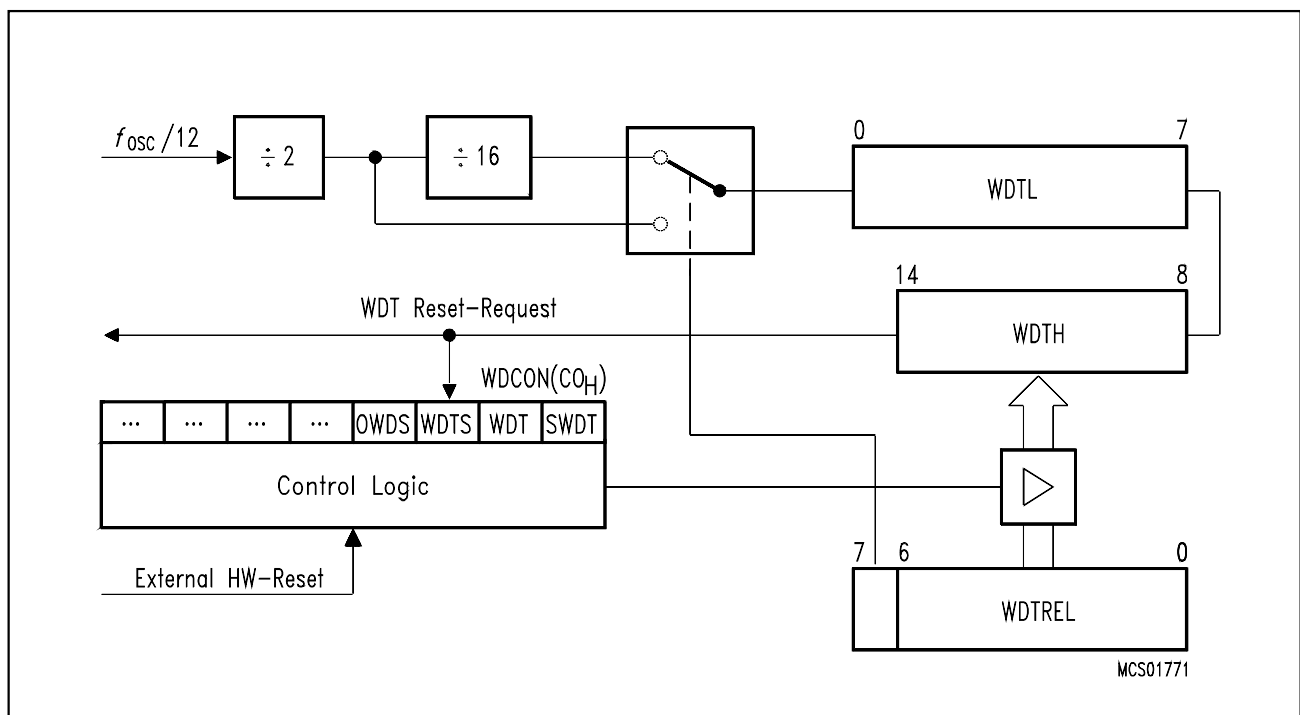 fOSC /12
÷ 2
÷ 16
0 7
WDTL
14 8
WDT Reset-Request
WDTH
WDCON(COH)
... ... ... ... OWDS WDTS WDT SWDT
Control Logic
7 6 0
External HW-Reset
WDTREL
MCS01771